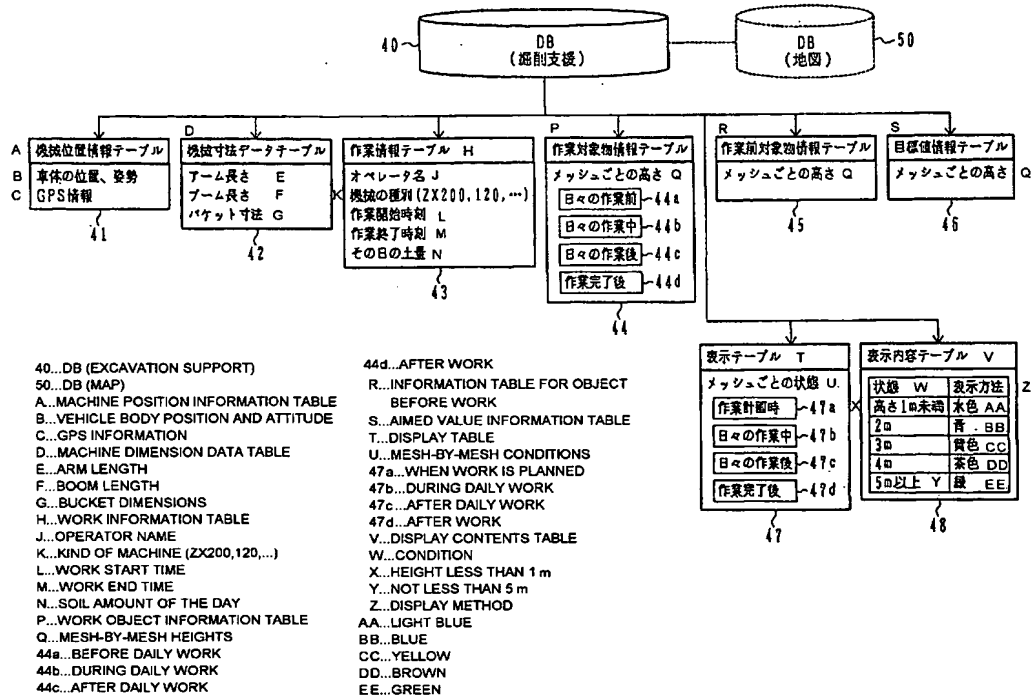 40
DB
(掘削支援)
DB
(地図)
50
A
機械位置情報テーブル
B
車体の位置、姿勢
C
GPS情報
41
D
機械寸法データテーブル
アーム長さ E
ブーム長さ F
バケット寸法 G
42
作業情報テーブル H
オペレータ名 J
X
機械の種別(ZX200,120,…)
作業開始時刻 L
作業終了時刻 M
その日の土量 N
43
P
作業対象物情報テーブル
メッシュごとの高さ Q
日々の作業前 44a
日々の作業中 44b
日々の作業後 44c
作業完了後 44d
44
R
作業前対象物情報テーブル
メッシュごとの高さ Q
45
S
目標値情報テーブル
メッシュごとの高さ Q
46
表示テーブル T
メッシュごとの状態 U
作業計画時 47a
日々の作業中 47b
日々の作業後 47c
作業完了後 47d
47
表示内容テーブル V
状態 W 表示方法 Z
X 高さ1m未満 水色 AA
2m 青 BB
3m 黄色 CC
4m 茶色 DD
5m以上 Y 緑 EE
48
40...DB (EXCAVATION SUPPORT)
50...DB (MAP)
A...MACHINE POSITION INFORMATION TABLE
B...VEHICLE BODY POSITION AND ATTITUDE
C...GPS INFORMATION
D...MACHINE DIMENSION DATA TABLE
E...ARM LENGTH
F...BOOM LENGTH
G...BUCKET DIMENSIONS
H...WORK INFORMATION TABLE
J...OPERATOR NAME
K...KIND OF MACHINE (ZX200,120,...)
L...WORK START TIME
M...WORK END TIME
N...SOIL AMOUNT OF THE DAY
P...WORK OBJECT INFORMATION TABLE
Q...MESH-BY-MESH HEIGHTS
44a...BEFORE DAILY WORK
44b...DURING DAILY WORK
44c...AFTER DAILY WORK
44d...AFTER WORK
R...INFORMATION TABLE FOR OBJECT
BEFORE WORK
S...AIMED VALUE INFORMATION TABLE
T...DISPLAY TABLE
U...MESH-BY-MESH CONDITIONS
47a...WHEN WORK IS PLANNED
47b...DURING DAILY WORK
47c...AFTER DAILY WORK
47d...AFTER WORK
V...DISPLAY CONTENTS TABLE
W...CONDITION
X...HEIGHT LESS THAN 1 m
Y...NOT LESS THAN 5 m
Z...DISPLAY METHOD
AA...LIGHT BLUE
BB...BLUE
CC...YELLOW
DD...BROWN
EE...GREEN